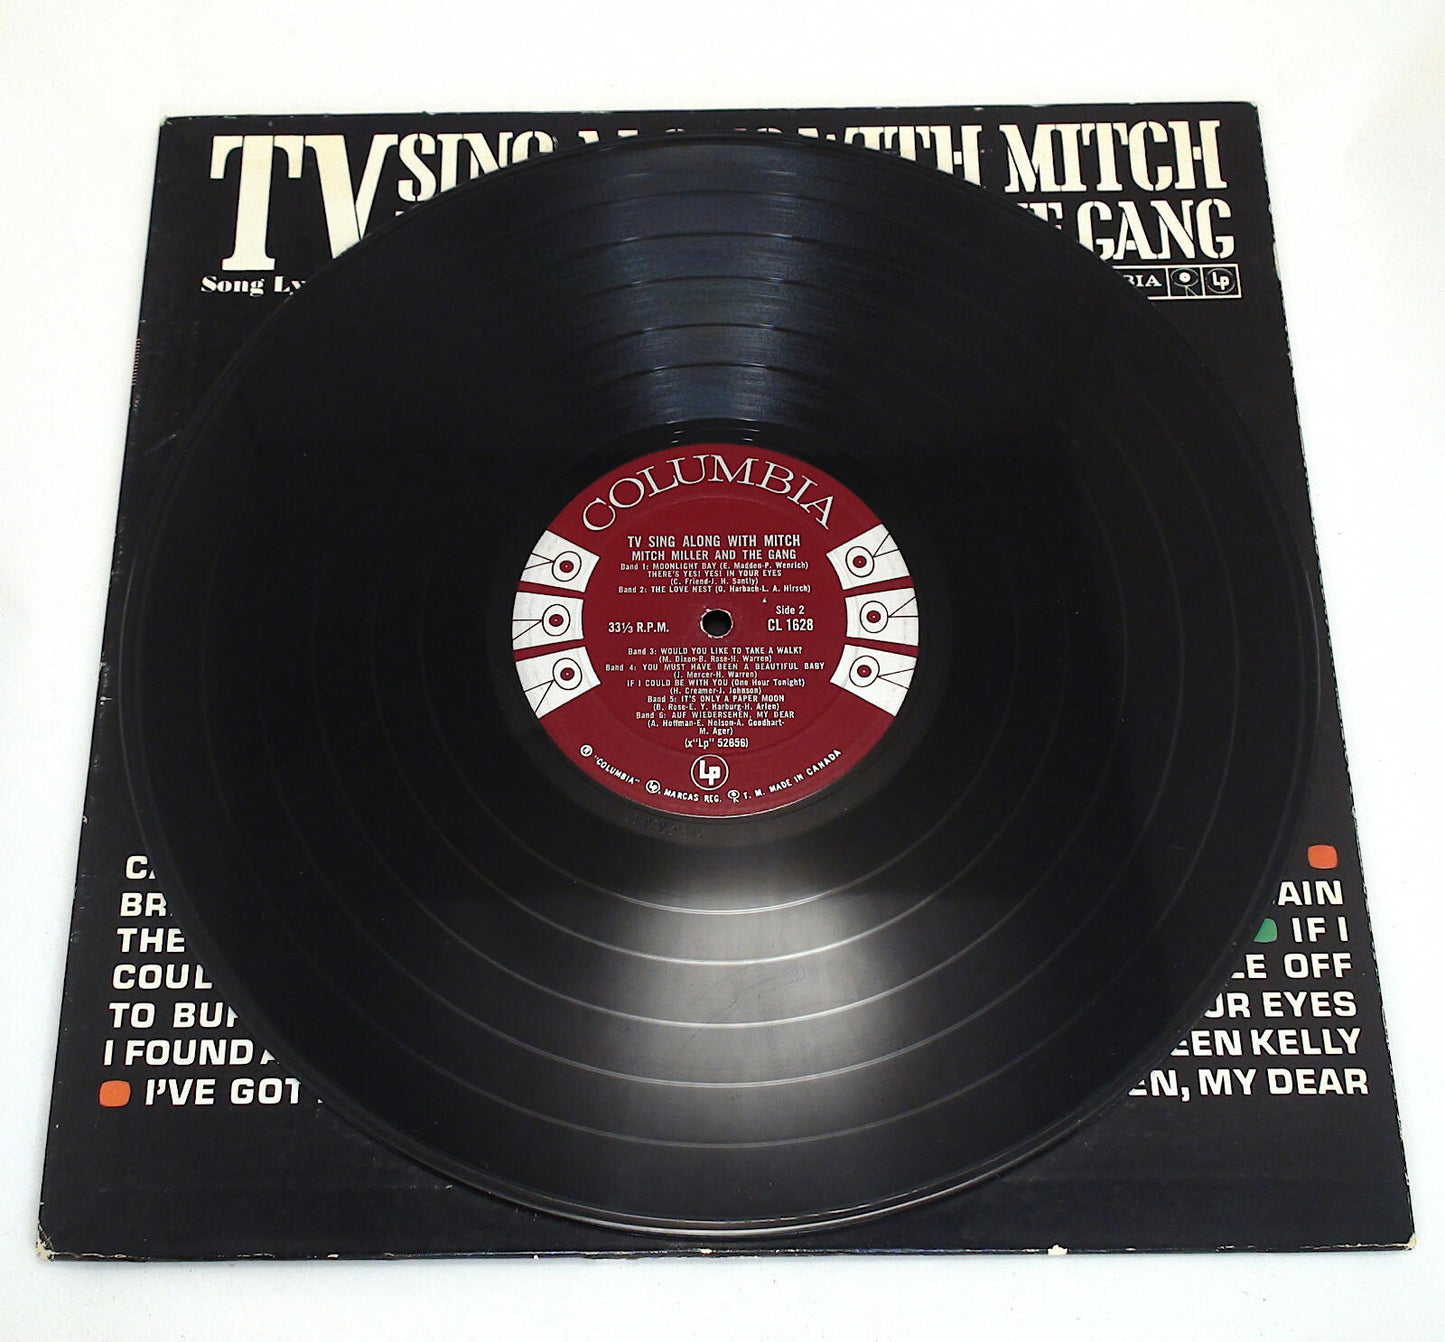 TV SING WITH MITCH
GANG
Song
Lp
COLUMBIA
TV SING ALONG WITH MITCH
MITCH MILLER AND THE GANG
Band 1: MOONLIGHT BAY (E. Madden-P. Wenrich)
THERE'S YES! YES! IN YOUR EYES
(C. Friend-J. H. Santly)
Band 2: THE LOVE NEST (O. Harbach-L. A. Hirsch)
Side 2
33⅓ R.P.M. CL 1628
Band 3: WOULD YOU LIKE TO TAKE A WALK?
(M. Dixon-B. Rose-H. Warren)
Band 4: YOU MUST HAVE BEEN A BEAUTIFUL BABY
(J. Mercer-H. Warren)
IF I COULD BE WITH YOU (One Hour Tonight)
(H. Creamer-J. Johnson)
Band 5: IT'S ONLY A PAPER MOON
(B. Rose-E. Y. Harburg-H. Arlen)
Band 6: AUF WIEDERSEHEN, MY DEAR
(A. Hoffman-E. Nelson-A. Goodhart-
M. Ager)
(x"Lp" 52656)
Lp
"COLUMBIA" Lp, MARCAS REG. T. M. MADE IN CANADA
AIN
THE IF I
COUL LE OFF
TO UR EYES
I FOUND A EEN KELLY
I'VE GOT EN, MY DEAR